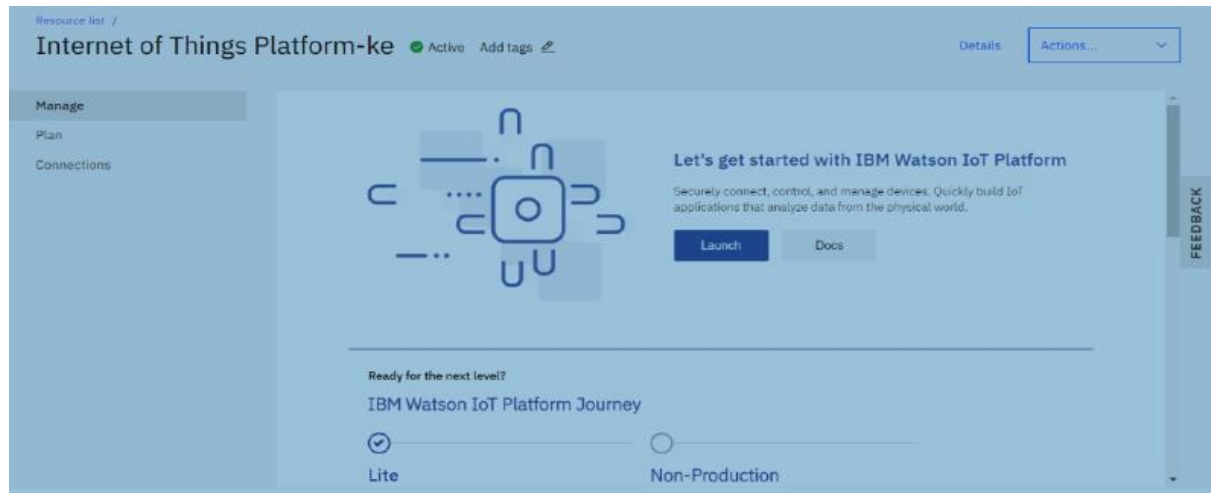 Resource list /
Internet of Things Platform-ke Active Add tags
Details Actions...
Manage
Plan
Connections
Let's get started with IBM Watson IoT Platform
Securely connect, control, and manage devices. Quickly build IoT
applications that analyze data from the physical world.
Launch Docs
FEEDBACK
Ready for the next level?
IBM Watson IoT Platform Journey
Lite Non-Production